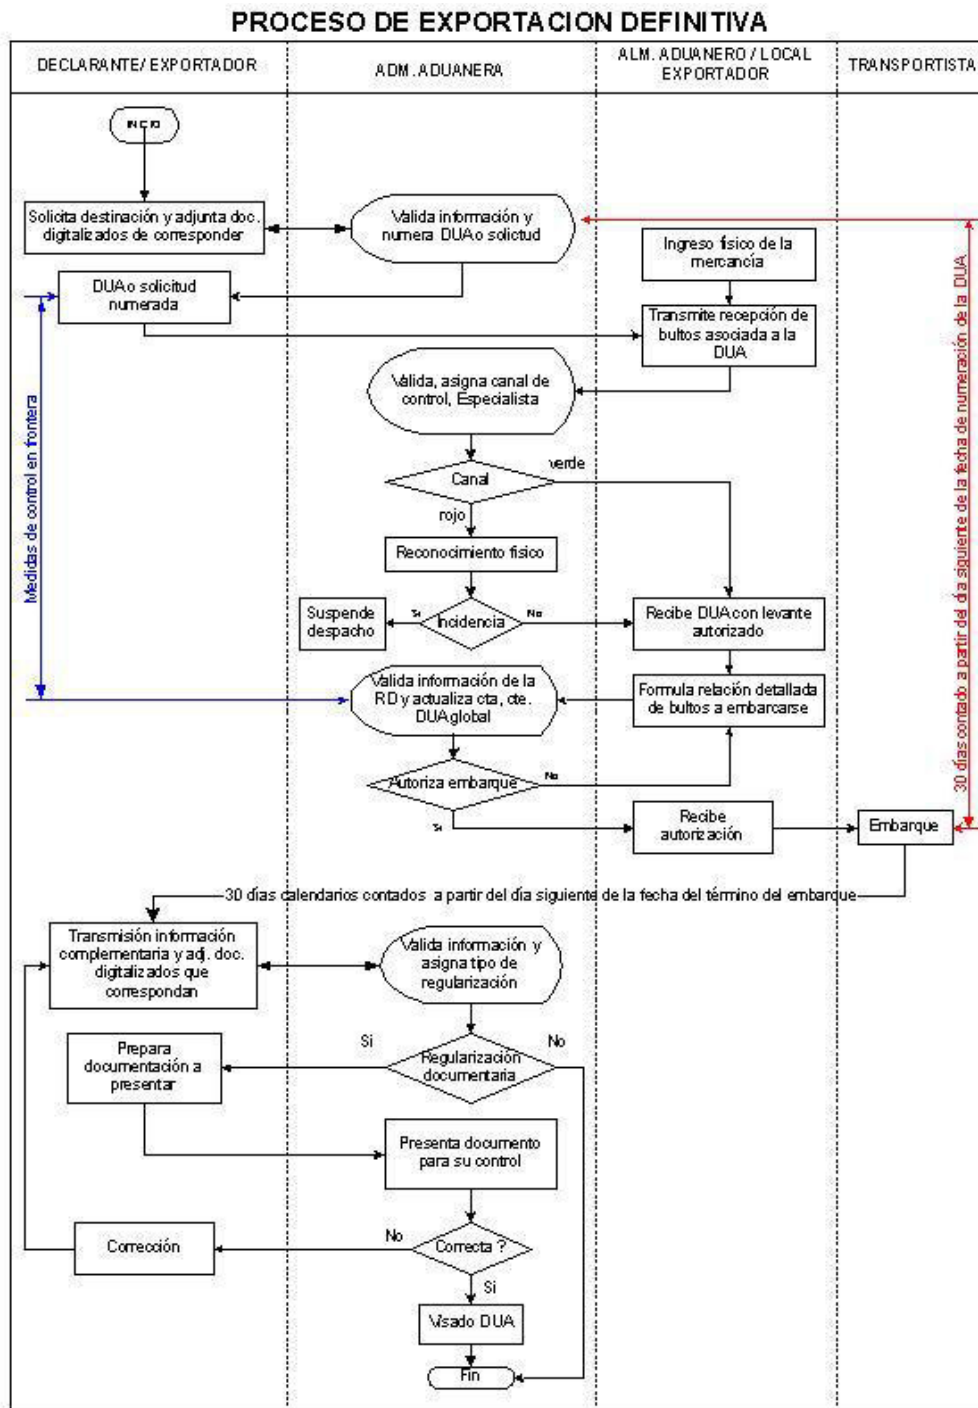 PROCESO DE EXPORTACION DEFINITIVA
DECLARANTE/ EXPORTADOR
ADM. ADUANERA
ALM. ADUANERO / LOCAL
EXPORTADOR
TRANSPORTISTA
INICIO
Solicita destinación y adjunta doc.
digitalizados de corresponder
Valida información y
numera DUA o solictud
Ingreso físico de la
mercancía
DUA o solicitud
numerada
Transmite recepción de
bultos asociada a la
DUA
Valida, asigna canal de
control, Especialista
verde
Canal
rojo
Reconocimiento fisico
Suspende
despacho
Si
Incidencia
No
Recibe DUA con levante
autorizado
Medidas de control en frontera
30 días contado a partir del día siguiente de la fecha de numeración de la DUA
Valida información de la
RD y actualiza cta, cte.
DUA global
Formula relación detallada
de bultos a embarcarse
Autoriza embarque
No
Si
Recibe
autorización
Embarque
30 días calendarios contados a partir del día siguiente de la fecha del término del embarque
Transmisión información
complementaria y adj. doc.
digitalizados que
correspondan
Valida información y
asigna tipo de
regularización
Si
No
Prepara
documentación a
presentar
Regularización
documentaria
Presenta documento
para su control
No
Corrección
Correcta ?
Si
Visado DUA
Fin